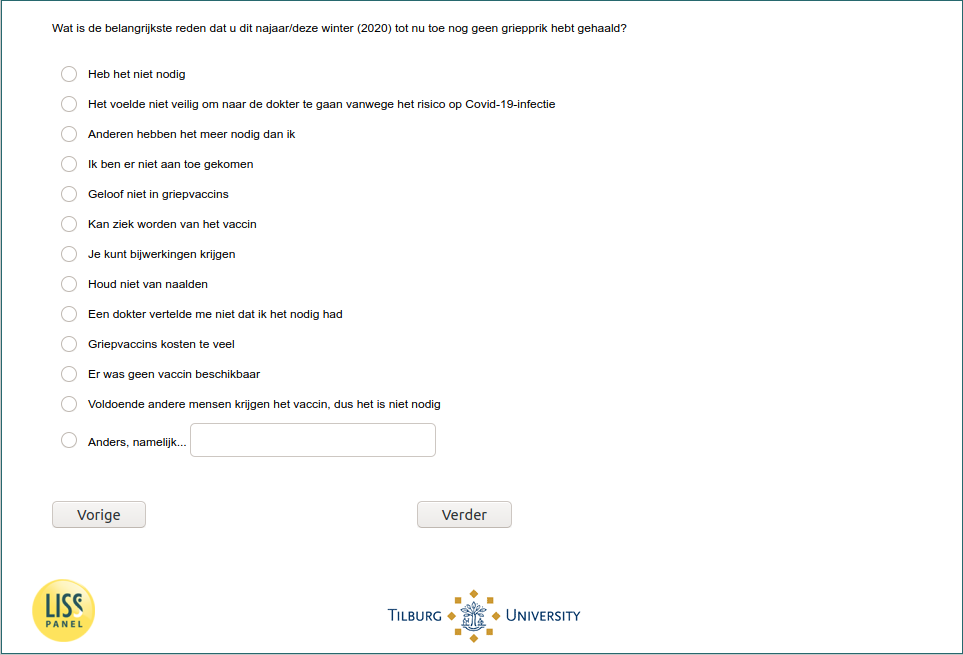 Wat is de belangrijkste reden dat u dit najaar/deze winter (2020) tot nu toe nog geen griepprik hebt gehaald?
Heb het niet nodig
Het voelde niet veilig om naar de dokter te gaan vanwege het risico op Covid-19-infectie
Anderen hebben het meer nodig dan ik
Ik ben er niet aan toe gekomen
Geloof niet in griepvaccins
Kan ziek worden van het vaccin
Je kunt bijwerkingen krijgen
Houd niet van naalden
Een dokter vertelde me niet dat ik het nodig had
Griepvaccins kosten te veel
Er was geen vaccin beschikbaar
Voldoende andere mensen krijgen het vaccin, dus het is niet nodig
Anders, namelijk...
Vorige
Verder
LISS
PANEL
TILBURG UNIVERSITY